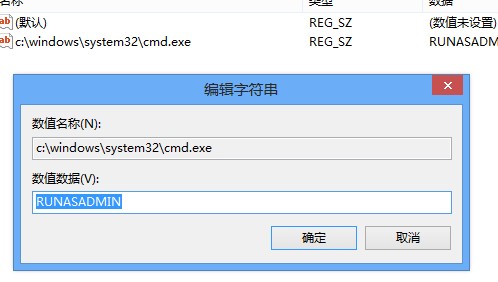 名称 类型 数据
ab (默认) REG_SZ (数值未设置)
ab c:\windows\system32\cmd.exe REG_SZ RUNASADM
编辑字符串
数值名称(N):
c:\windows\system32\cmd.exe
数值数据(V):
RUNASADMIN
确定 取消